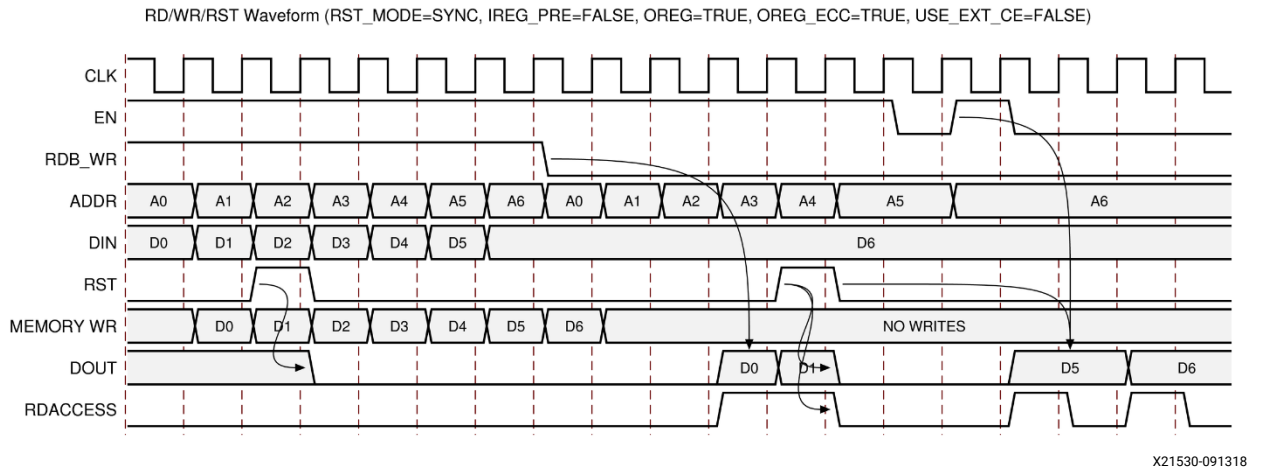 RD/WR/RST Waveform (RST_MODE=SYNC, IREG_PRE=FALSE, OREG=TRUE, OREG_ECC=TRUE, USE_EXT_CE=FALSE)
CLK
EN
RDB_WR
ADDR A0 A1 A2 A3 A4 A5 A6 A0 A1 A2 A3 A4 A5 A6
DIN D0 D1 D2 D3 D4 D5 D6
RST
MEMORY WR D0 D1 D2 D3 D4 D5 D6 NO WRITES
DOUT D0 D1 D5 D6
RDACCESS
X21530-091318